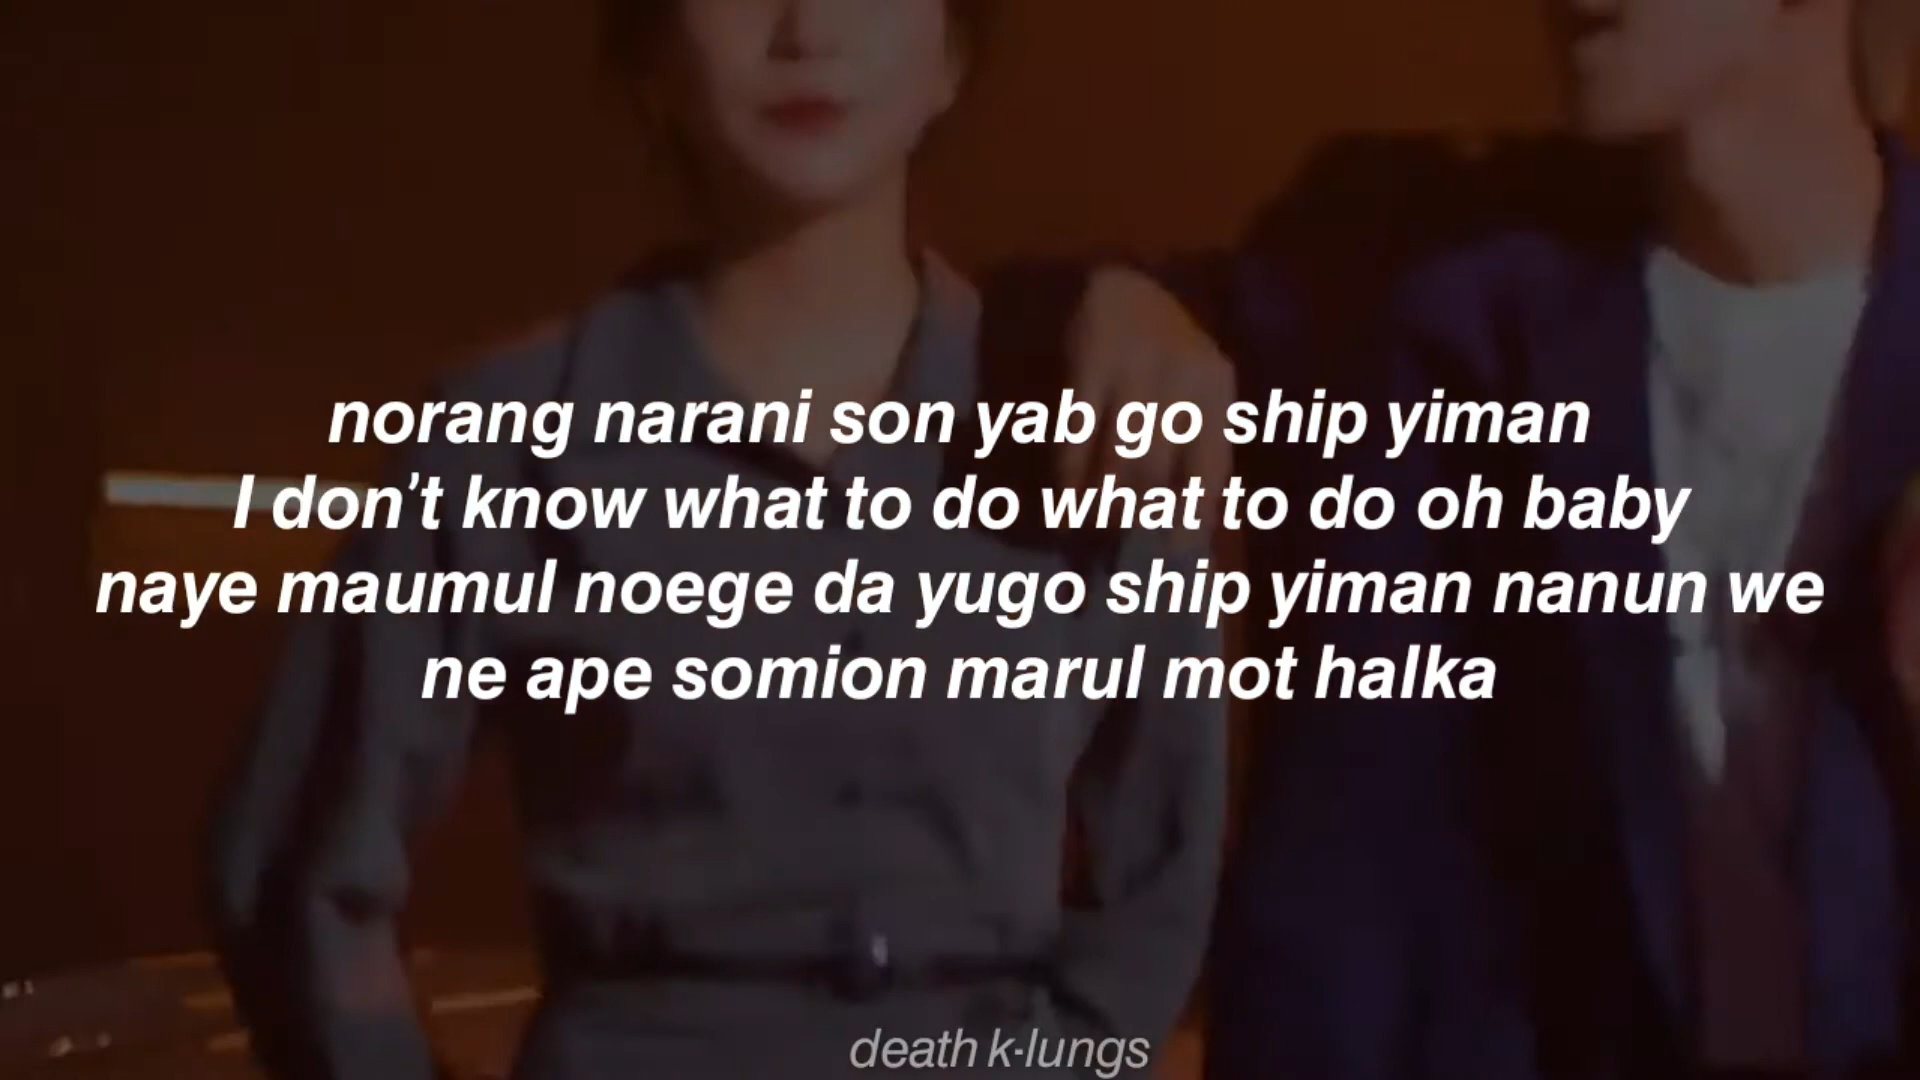 norang narani son yab go ship yiman
I don't know what to do what to do oh baby
naye maumul noege da yugo ship yiman nanun we
ne ape somion marul mot halka
death k-lungs